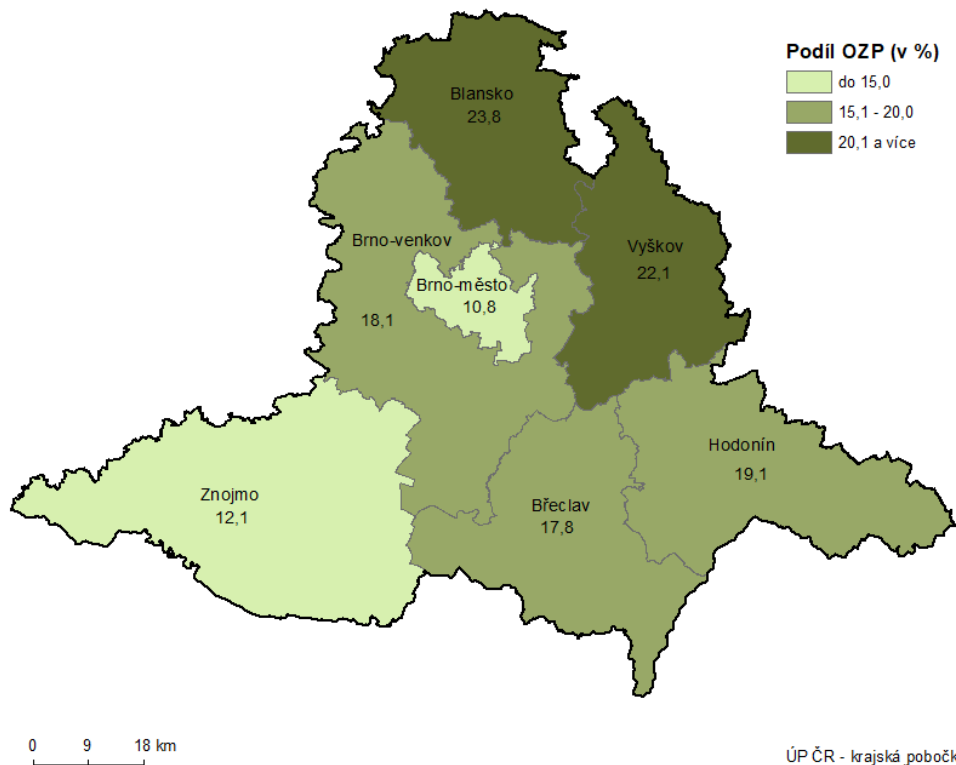 Podíl OZP (v %)
do 15,0
15,1 - 20,0
20,1 a více
Blansko
23,8
Vyškov
22,1
Brno-venkov
18,1
Brno-město
10,8
Hodonín
19,1
Znojmo
12,1
Břeclav
17,8
0 9 18 km
ÚP ČR - krajská pobočk